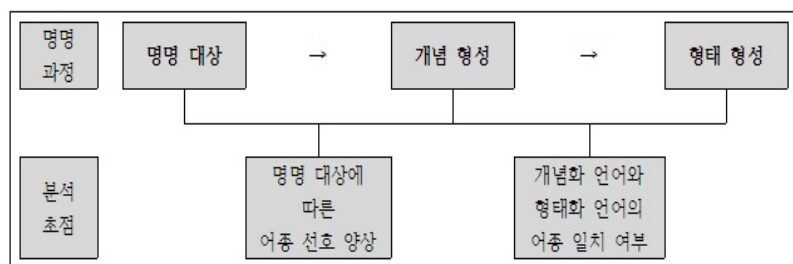 명명
과정
명명 대상 → 개념 형성 → 형태 형성
분석
초점
명명 대상에
따른
어종 선호 양상
개념화 언어와
형태화 언어의
어종 일치 여부